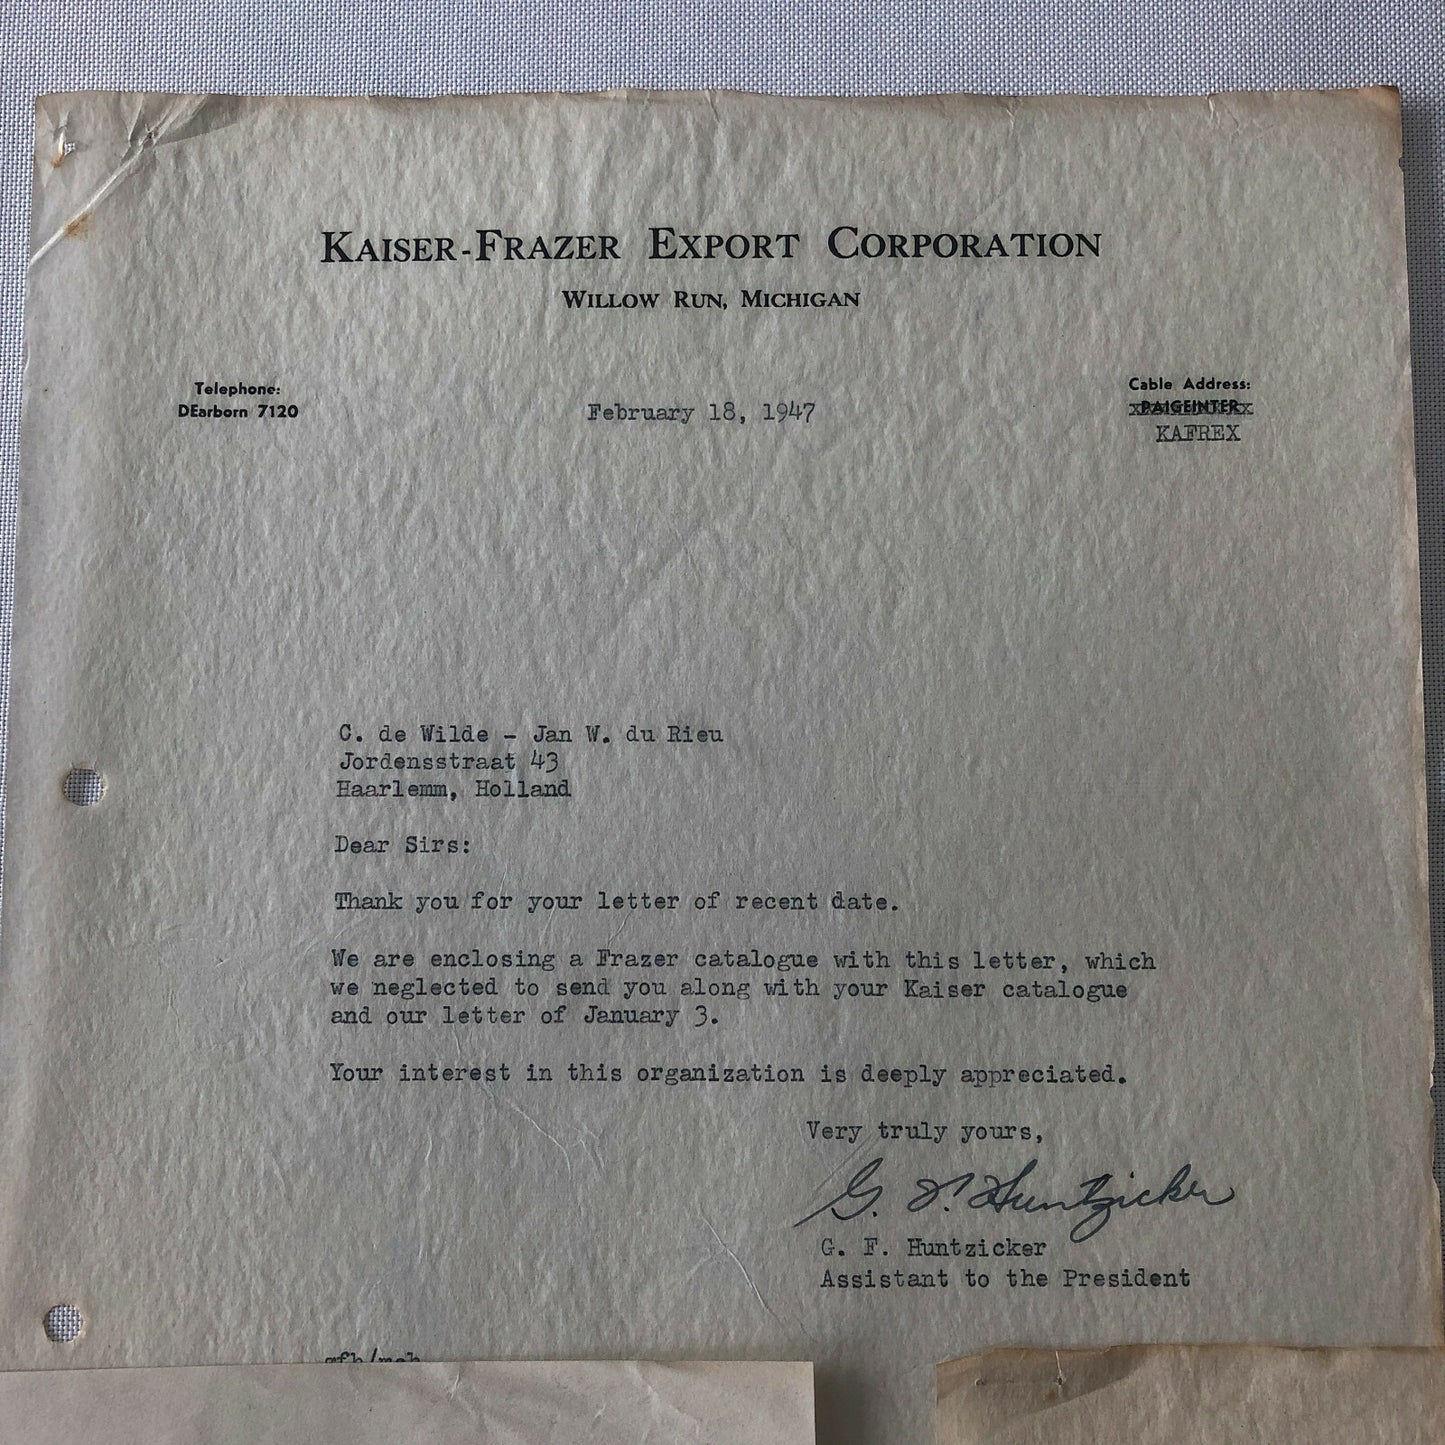 KAISER-FRAZER EXPORT CORPORATION
WILLOW RUN, MICHIGAN
Telephone:
DEarborn 7120
February 18, 1947
Cable Address:
PAIGEINTER
KAFREX
C. de Wilde - Jan W. du Rieu
Jordensstraat 43
Haarlemm, Holland
Dear Sirs:
Thank you for your letter of recent date.
We are enclosing a Frazer catalogue with this letter, which
we neglected to send you along with your Kaiser catalogue
and our letter of January 3.
Your interest in this organization is deeply appreciated.
Very truly yours,
G. F. Huntzicker
G. F. Huntzicker
Assistant to the President